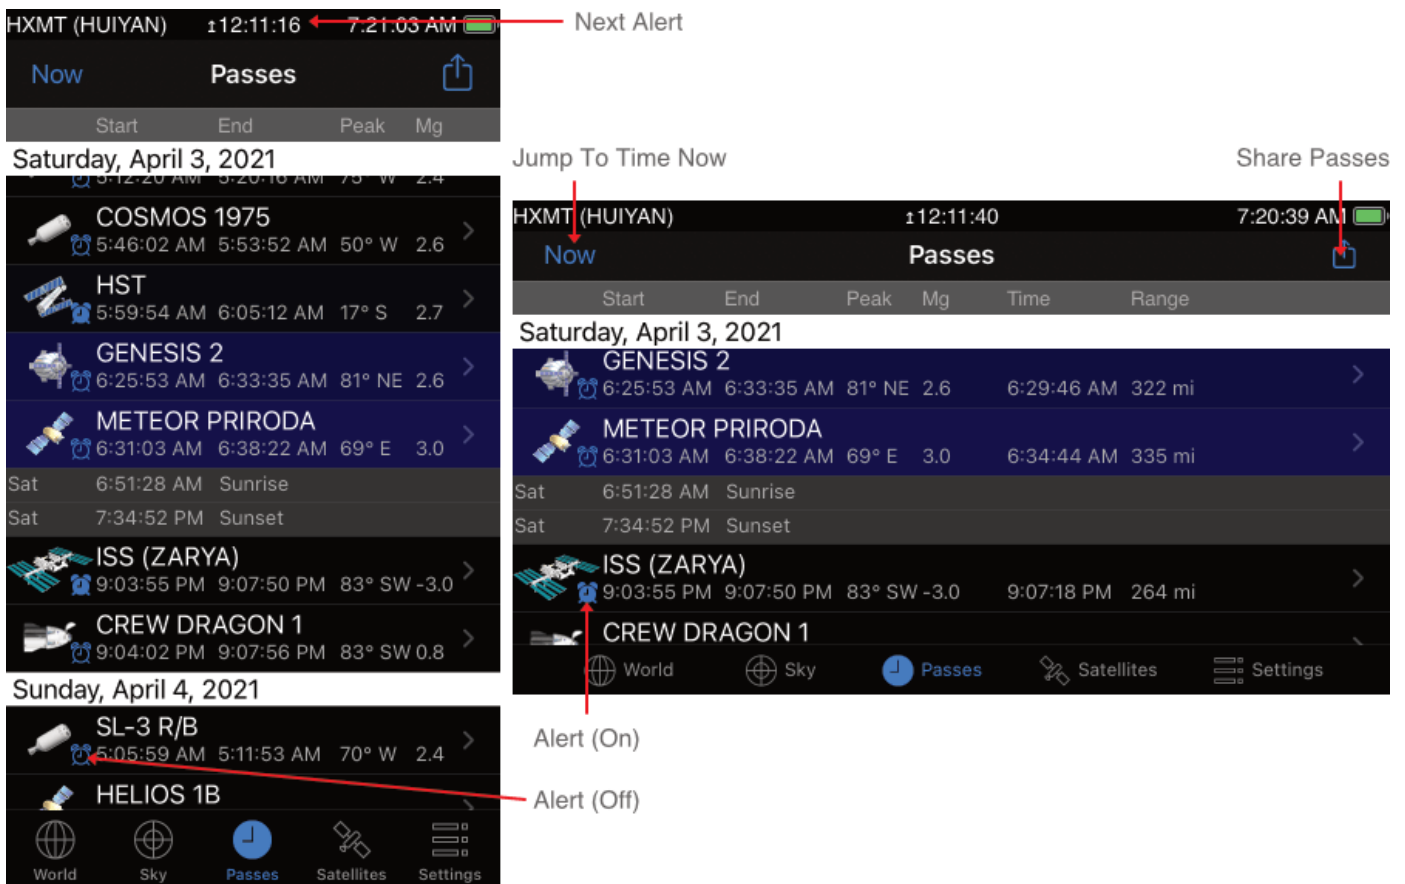 HXMT (HUIYAN) ↥12:11:16 7:21:03 AM
Next Alert
Now Passes
Start End Peak Mg
Saturday, April 3, 2021
5:12:20 AM 5:20:16 AM 75° W 2.4
COSMOS 1975
5:46:02 AM 5:53:52 AM 50° W 2.6
HST
5:59:54 AM 6:05:12 AM 17° S 2.7
GENESIS 2
6:25:53 AM 6:33:35 AM 81° NE 2.6
METEOR PRIRODA
6:31:03 AM 6:38:22 AM 69° E 3.0
Sat 6:51:28 AM Sunrise
Sat 7:34:52 PM Sunset
ISS (ZARYA)
9:03:55 PM 9:07:50 PM 83° SW -3.0
CREW DRAGON 1
9:04:02 PM 9:07:56 PM 83° SW 0.8
Sunday, April 4, 2021
SL-3 R/B
5:05:59 AM 5:11:53 AM 70° W 2.4
HELIOS 1B
World Sky Passes Satellites Settings
Jump To Time Now Share Passes
HXMT (HUIYAN) ↥12:11:40 7:20:39 AM
Now Passes
Start End Peak Mg Time Range
Saturday, April 3, 2021
GENESIS 2
6:25:53 AM 6:33:35 AM 81° NE 2.6 6:29:46 AM 322 mi
METEOR PRIRODA
6:31:03 AM 6:38:22 AM 69° E 3.0 6:34:44 AM 335 mi
Sat 6:51:28 AM Sunrise
Sat 7:34:52 PM Sunset
ISS (ZARYA)
9:03:55 PM 9:07:50 PM 83° SW -3.0 9:07:18 PM 264 mi
CREW DRAGON 1
World Sky Passes Satellites Settings
Alert (On)
Alert (Off)